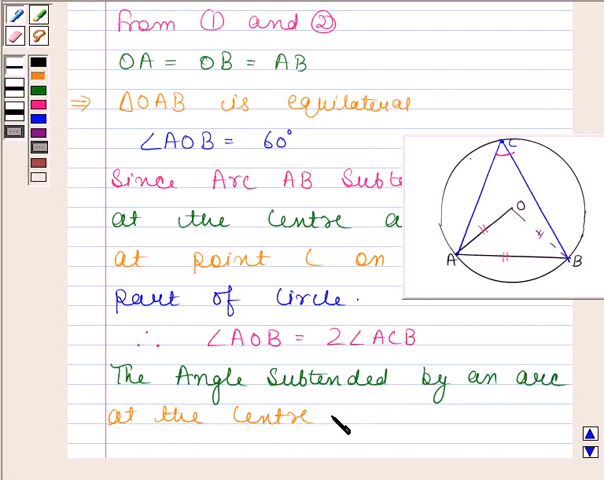 From ① and ②
OA = OB = AB
⇒ ΔOAB is equilateral
∠AOB = 60°
Since Arc AB Subte
at the Centre a
at point C on
part of Circle.
∴ ∠AOB = 2∠ACB
The Angle Subtended by an arc
at the Centre
C
O
A
B